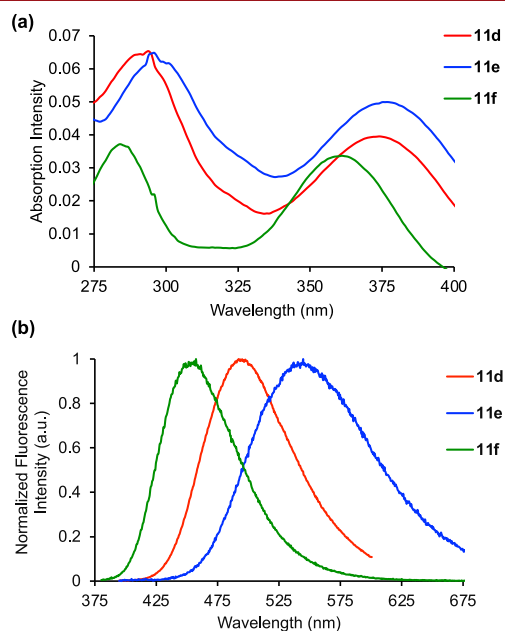 (a)
0.07
0.06
0.05
0.04
0.03
0.02
0.01
0
Absorption Intensity
275 300 325 350 375 400
Wavelength (nm)
11d
11e
11f
(b)
1
0.8
0.6
0.4
0.2
0
Normalized Fluorescence
Intensity (a.u.)
375 425 475 525 575 625 675
Wavelength (nm)
11d
11e
11f